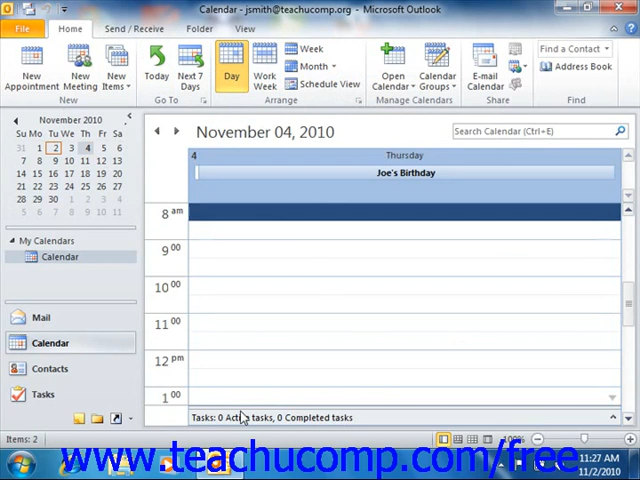 Calendar - jsmith@teachucomp.org - Microsoft Outlook
File Home Send / Receive Folder View
New Appointment
New Meeting
New Items
Today
Next 7 Days
Day
Work Week
Week
Month
Schedule View
Open Calendar
Calendar Groups
E-mail Calendar
Share
Find a Contact
Address Book
New Go To Arrange Manage Calendars Share Find
November 2010
Su Mo Tu We Th Fr Sa
31 1 2 3 4 5 6
7 8 9 10 11 12 13
14 15 16 17 18 19 20
21 22 23 24 25 26 27
28 29 30 1 2 3 4
5 6 7 8 9 10 11
My Calendars
Calendar
Mail
Calendar
Contacts
Tasks
November 04, 2010
Search Calendar (Ctrl+E)
4 Thursday
Joe's Birthday
8 am
9 00
10 00
11 00
12 pm
1 00
Tasks: 0 Active tasks, 0 Completed tasks
Items: 2
100%
www.teachucomp.com/free
11:27 AM
11/2/2010